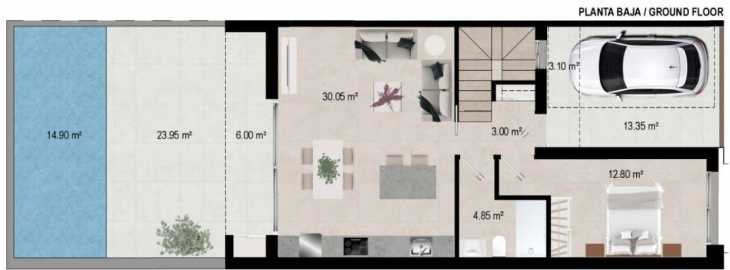 PLANTA BAJA / GROUND FLOOR
3.10 m²
30.05 m²
14.90 m²
23.95 m²
6.00 m²
3.00 m²
13.35 m²
12.80 m²
4.85 m²